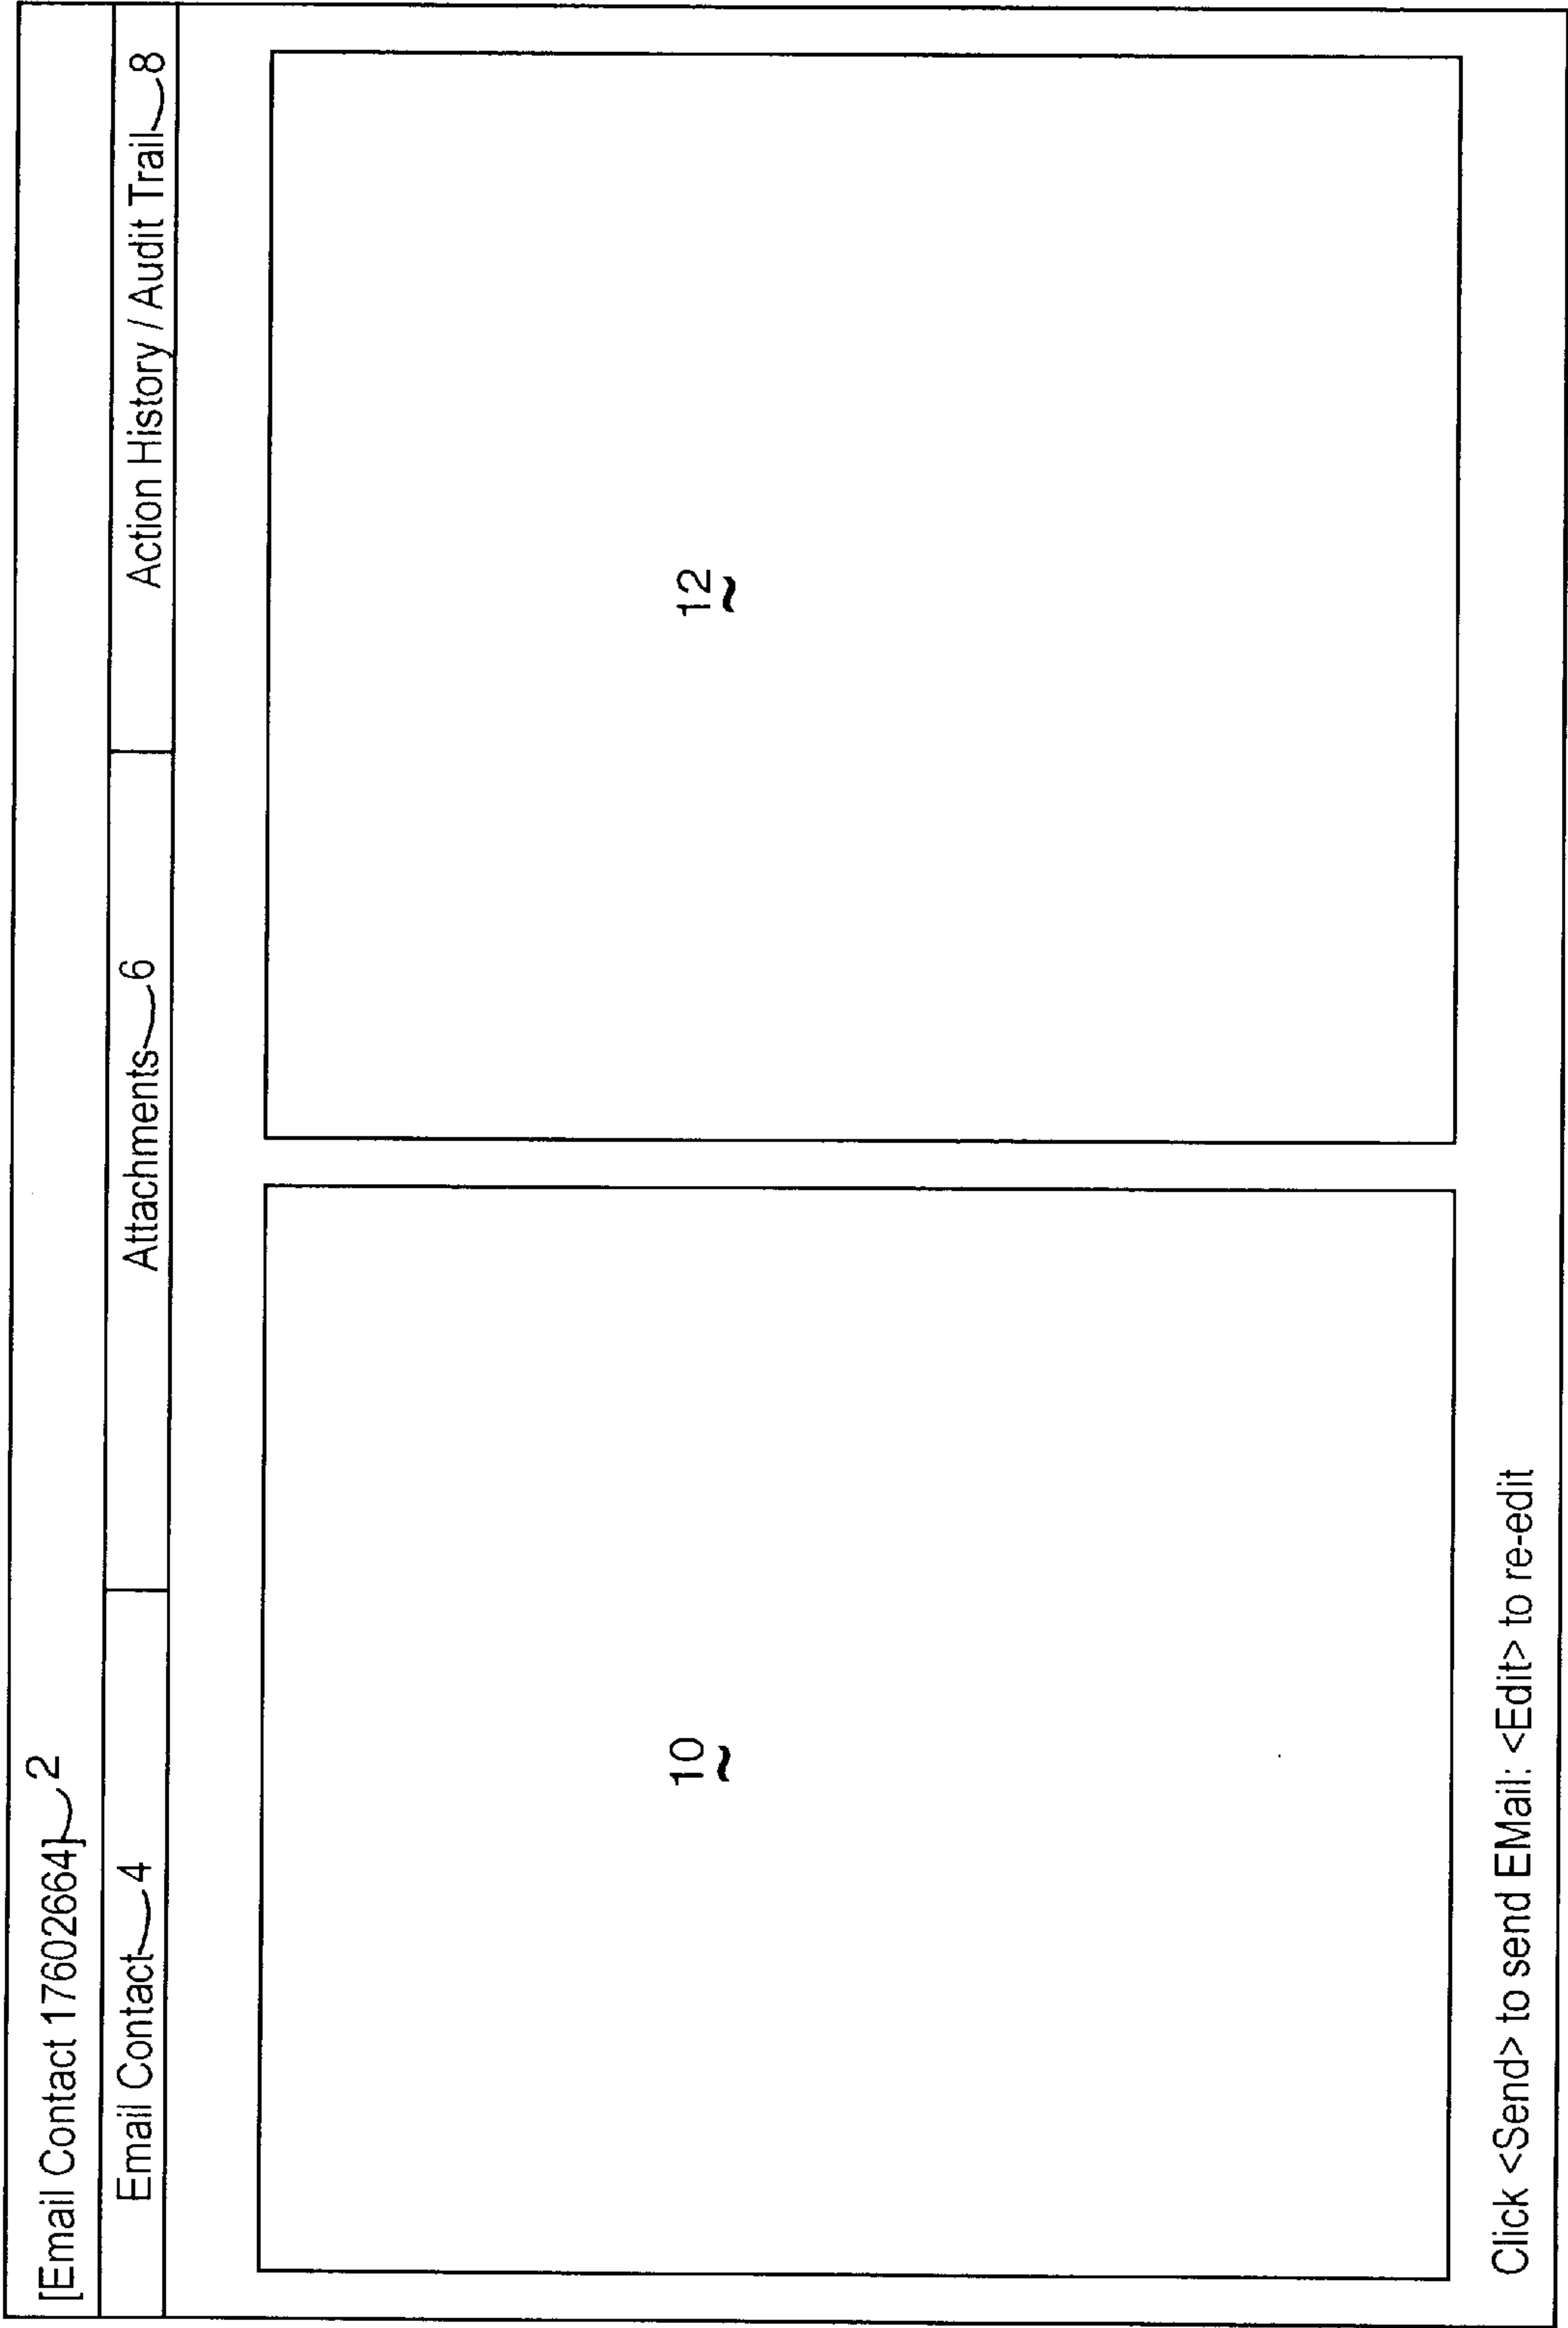 [Email Contact 17602664] 2
Email Contact 4 Attachments 6 Action History / Audit Trail 8
10 12
Click <Send> to send EMail: <Edit> to re-edit